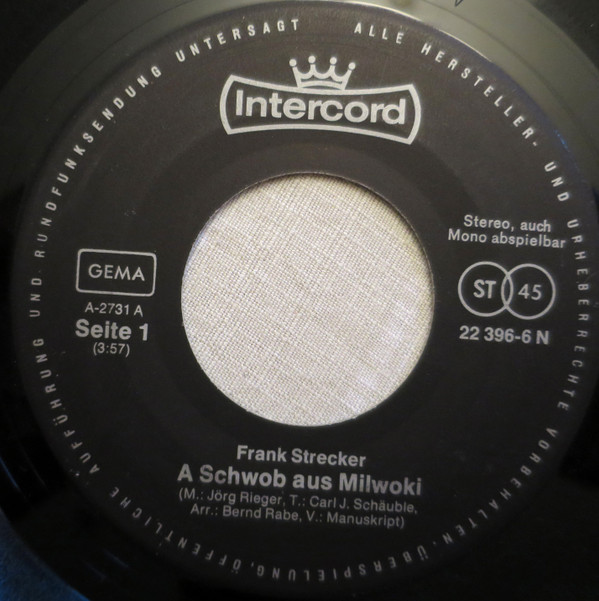 ALLE HERSTELLER- UND URHEBERRECHTE VORBEHALTEN · ÜBERSPIELUNG, ÖFFENTLICHE AUFFÜHRUNG UND RUNDFUNKSENDUNG UNTERSAGT
Intercord
Stereo, auch
Mono abspielbar
GEMA
ST 45
A-2731 A
Seite 1
(3:57)
22 396-6 N
Frank Strecker
A Schwob aus Milwoki
(M.: Jörg Rieger, T.: Carl J. Schäuble,
Arr.: Bernd Rabe, V.: Manuskript)